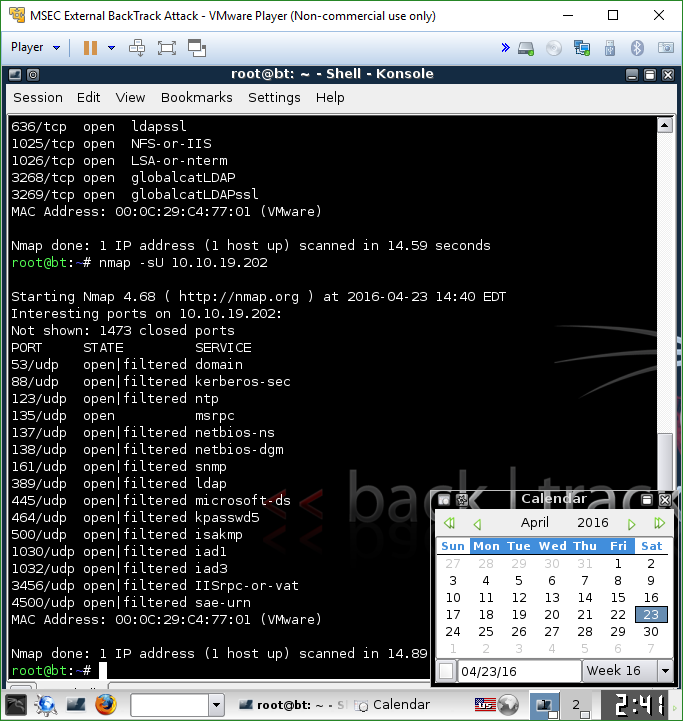 MSEC External BackTrack Attack - VMware Player (Non-commercial use only)
Player
root@bt: ~ - Shell - Konsole
Session Edit View Bookmarks Settings Help
636/tcp open ldapssl
1025/tcp open NFS-or-IIS
1026/tcp open LSA-or-nterm
3268/tcp open globalcatLDAP
3269/tcp open globalcatLDAPssl
MAC Address: 00:0C:29:C4:77:01 (VMware)
Nmap done: 1 IP address (1 host up) scanned in 14.59 seconds
root@bt:~# nmap -sU 10.10.19.202
Starting Nmap 4.68 ( http://nmap.org ) at 2016-04-23 14:40 EDT
Interesting ports on 10.10.19.202:
Not shown: 1473 closed ports
PORT STATE SERVICE
53/udp open|filtered domain
88/udp open|filtered kerberos-sec
123/udp open|filtered ntp
135/udp open msrpc
137/udp open|filtered netbios-ns
138/udp open|filtered netbios-dgm
161/udp open|filtered snmp
389/udp open|filtered ldap
445/udp open|filtered microsoft-ds
464/udp open|filtered kpasswd5
500/udp open|filtered isakmp
1030/udp open|filtered iad1
1032/udp open|filtered iad3
3456/udp open|filtered IISrpc-or-vat
4500/udp open|filtered sae-urn
MAC Address: 00:0C:29:C4:77:01 (VMware)
Nmap done: 1 IP address (1 host up) scanned in 14.89
root@bt:~#
<< back | track
Calendar
April 2016
Sun Mon Tue Wed Thu Fri Sat
27 28 29 30 31 1 2
3 4 5 6 7 8 9
10 11 12 13 14 15 16
17 18 19 20 21 22 23
24 25 26 27 28 29 30
1 2 3 4 5 6 7
04/23/16 Week 16
root@bt: ~ - S Calendar 2 2:41